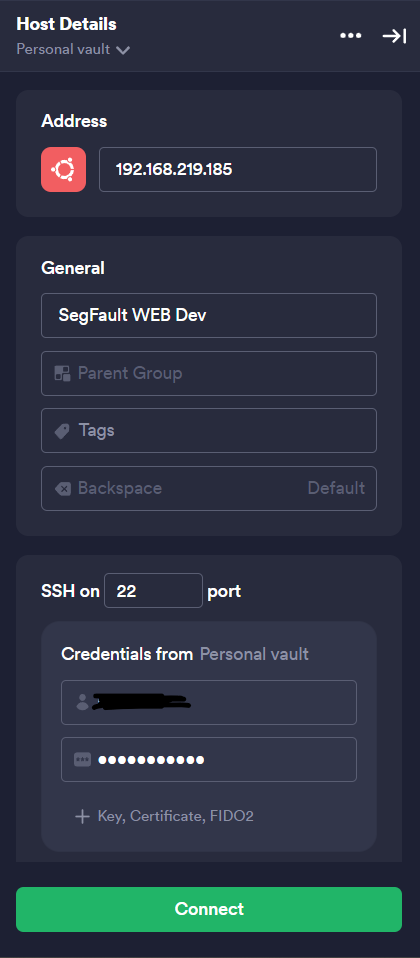 Host Details
Personal vault
Address
192.168.219.185
General
SegFault WEB Dev
Parent Group
Tags
Backspace Default
SSH on 22 port
Credentials from Personal vault
●●●●●●●●●●●
+ Key, Certificate, FIDO2
Connect